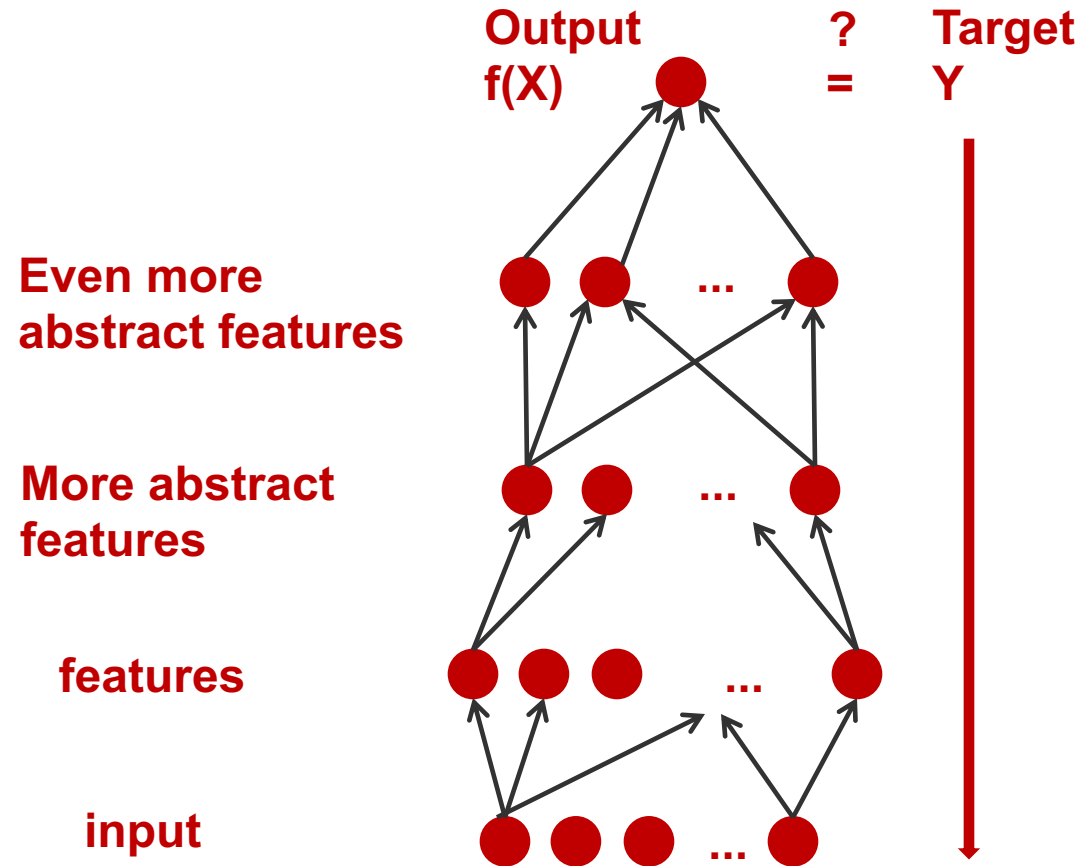 Output ? Target
f(X) = Y
Even more
abstract features
...
More abstract
features
...
features
...
input
...